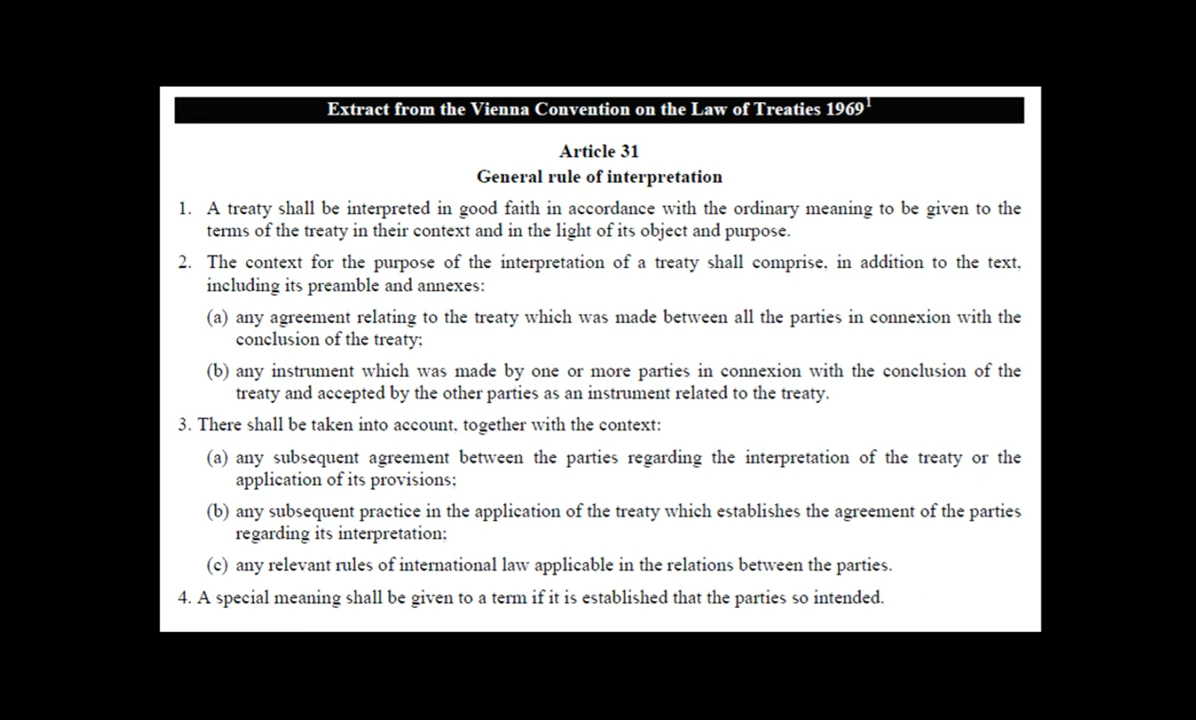 Extract from the Vienna Convention on the Law of Treaties 1969¹
Article 31
General rule of interpretation
1. A treaty shall be interpreted in good faith in accordance with the ordinary meaning to be given to the
terms of the treaty in their context and in the light of its object and purpose.
2. The context for the purpose of the interpretation of a treaty shall comprise, in addition to the text,
including its preamble and annexes:
(a) any agreement relating to the treaty which was made between all the parties in connexion with the
conclusion of the treaty;
(b) any instrument which was made by one or more parties in connexion with the conclusion of the
treaty and accepted by the other parties as an instrument related to the treaty.
3. There shall be taken into account, together with the context:
(a) any subsequent agreement between the parties regarding the interpretation of the treaty or the
application of its provisions;
(b) any subsequent practice in the application of the treaty which establishes the agreement of the parties
regarding its interpretation;
(c) any relevant rules of international law applicable in the relations between the parties.
4. A special meaning shall be given to a term if it is established that the parties so intended.